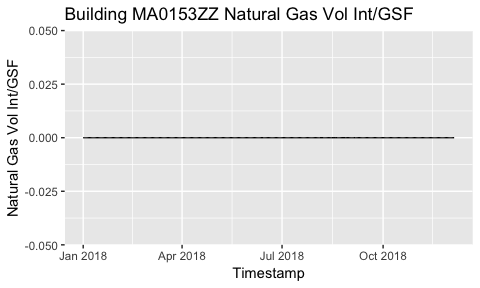 Building MA0153ZZ Natural Gas Vol Int/GSF
Natural Gas Vol Int/GSF
0.050
0.025
0.000
-0.025
-0.050
Jan 2018 Apr 2018 Jul 2018 Oct 2018
Timestamp